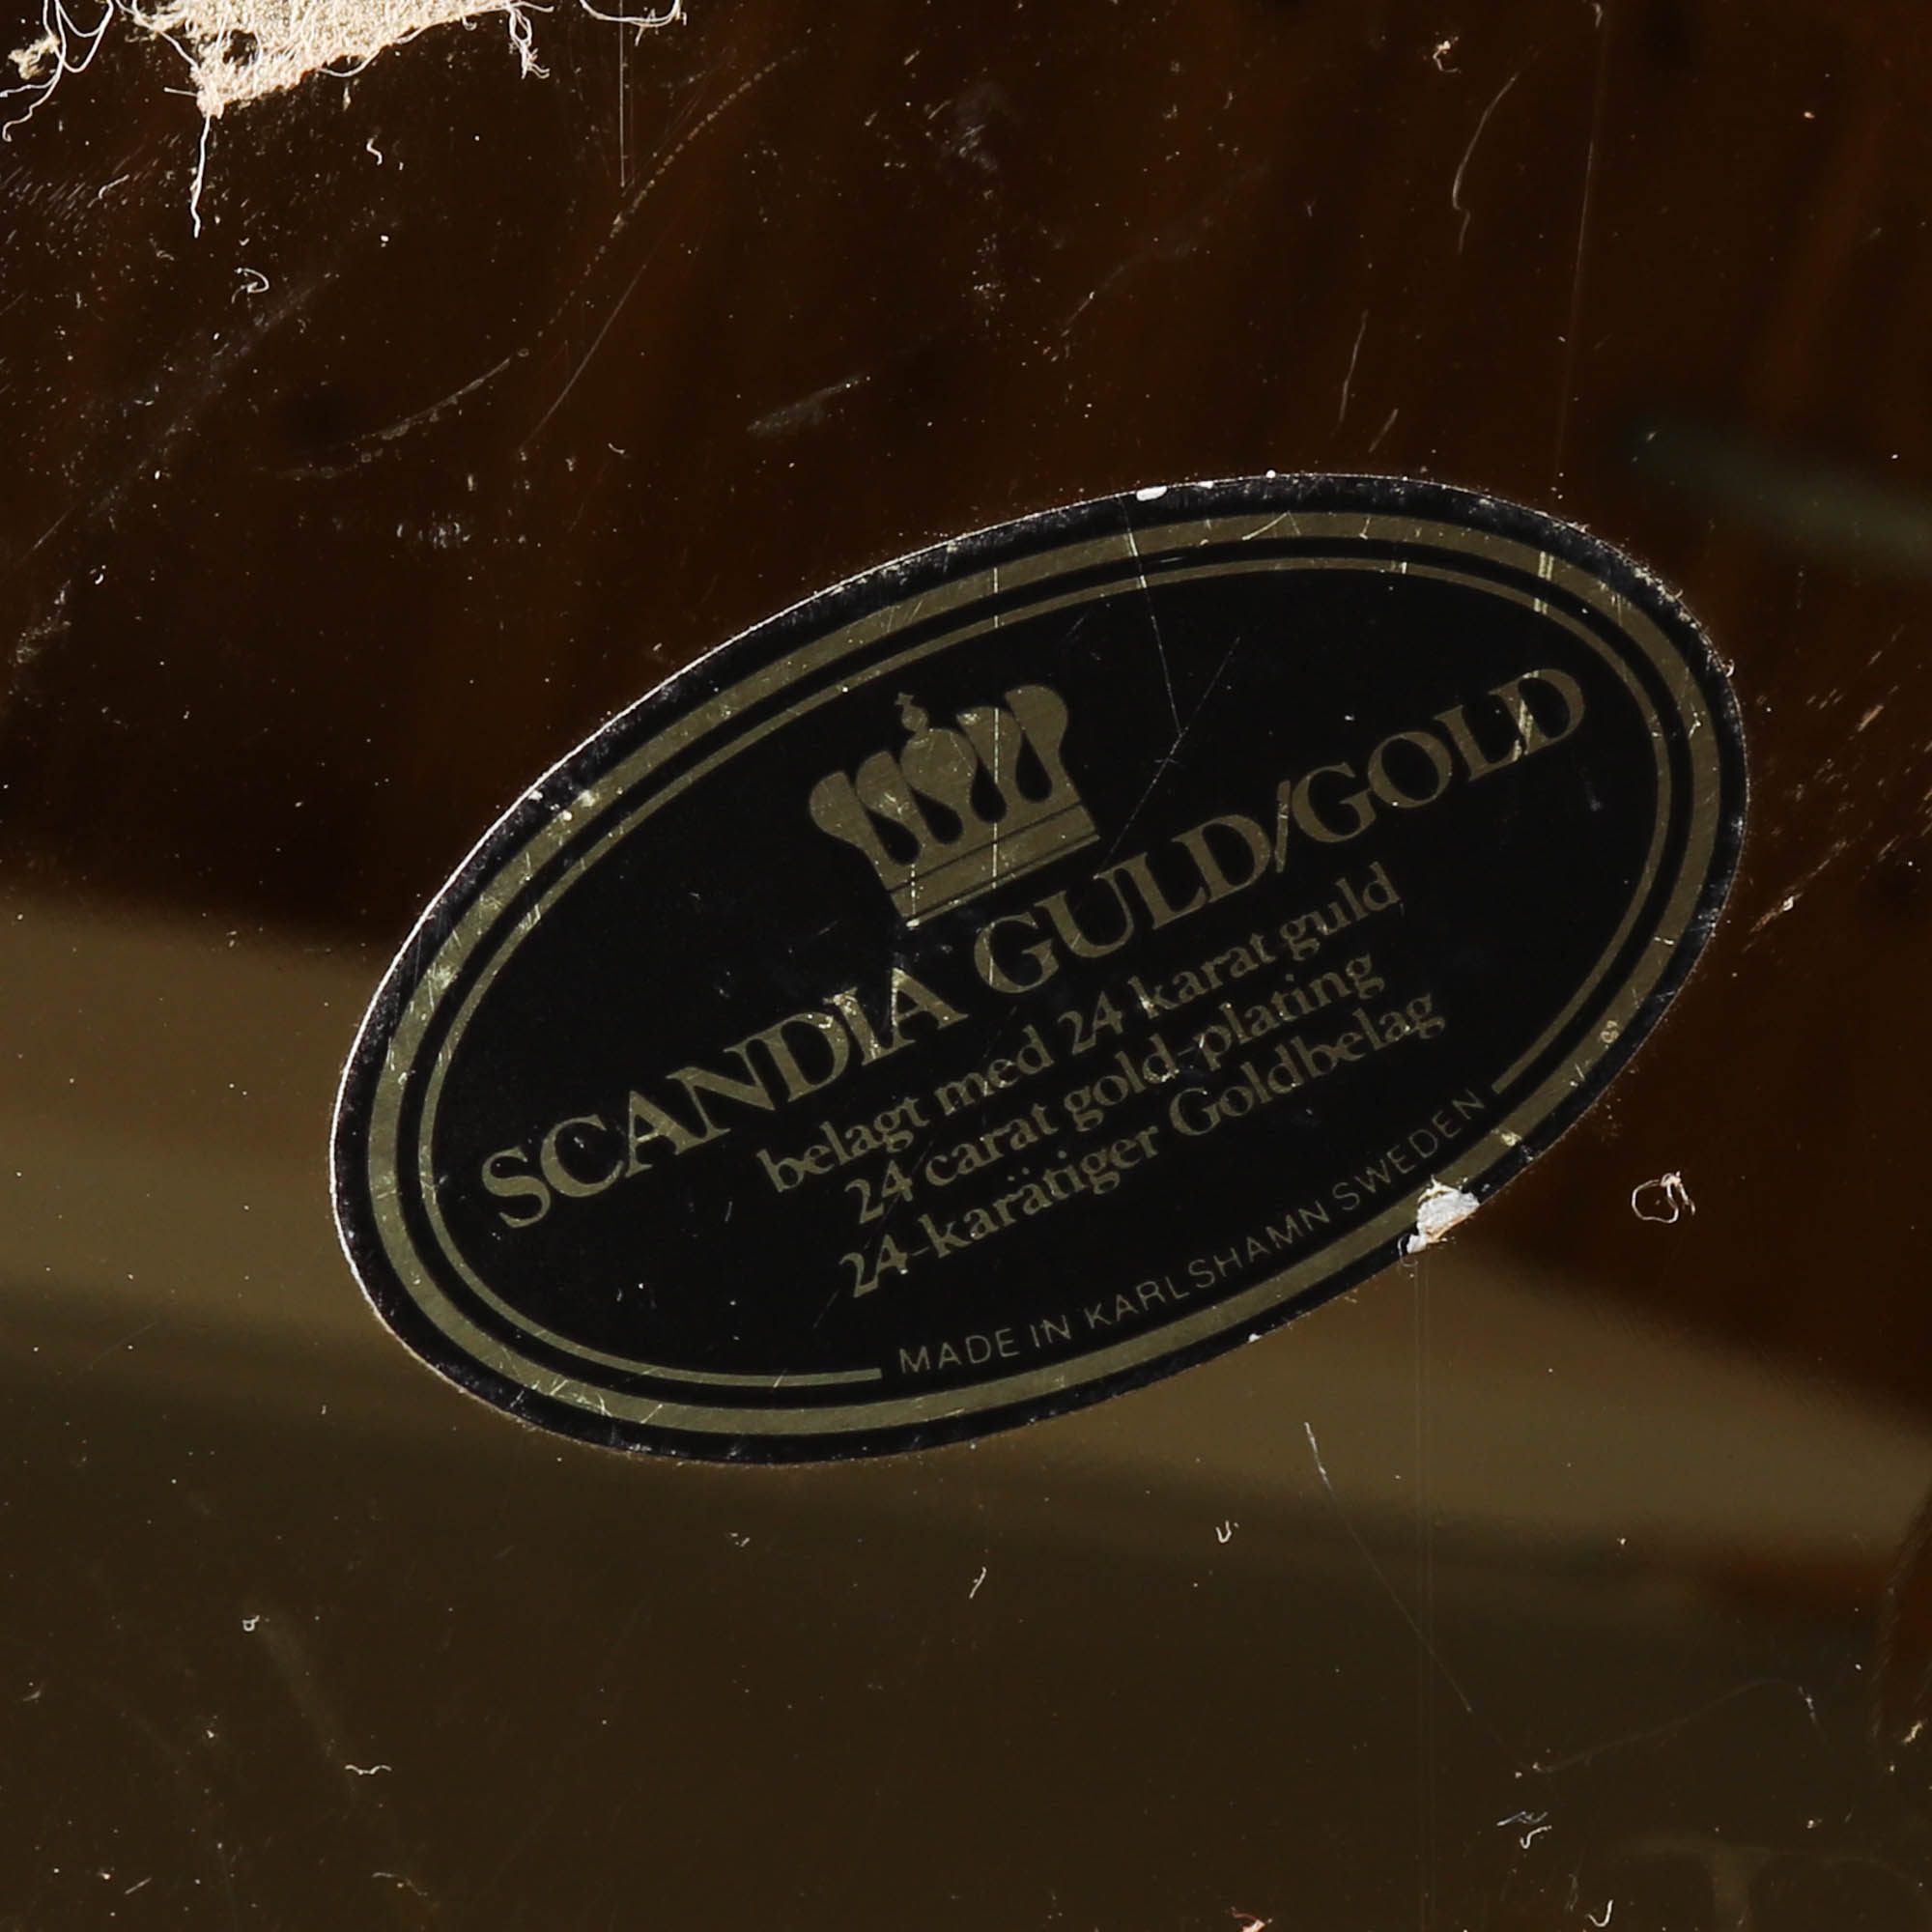 SCANDIA GULD/GOLD
belagt med 24 karat guld
24 carat gold-plating
24-karätiger Goldbelag
MADE IN KARLSHAMN SWEDEN